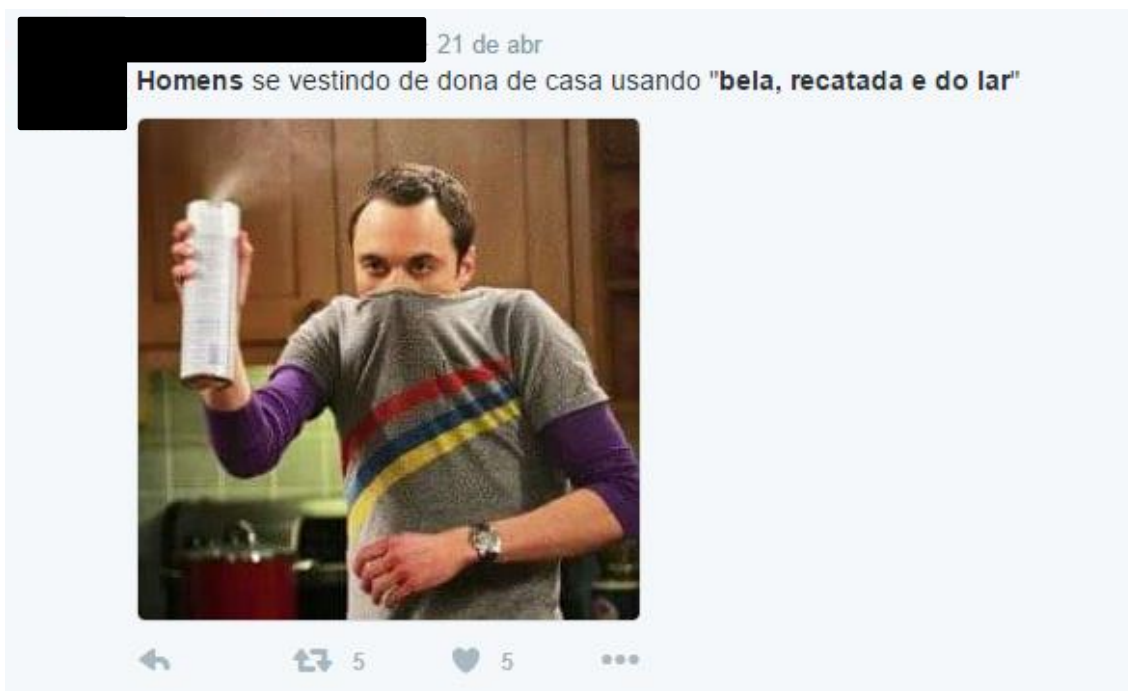 21 de abr
Homens se vestindo de dona de casa usando "bela, recatada e do lar"
5 5